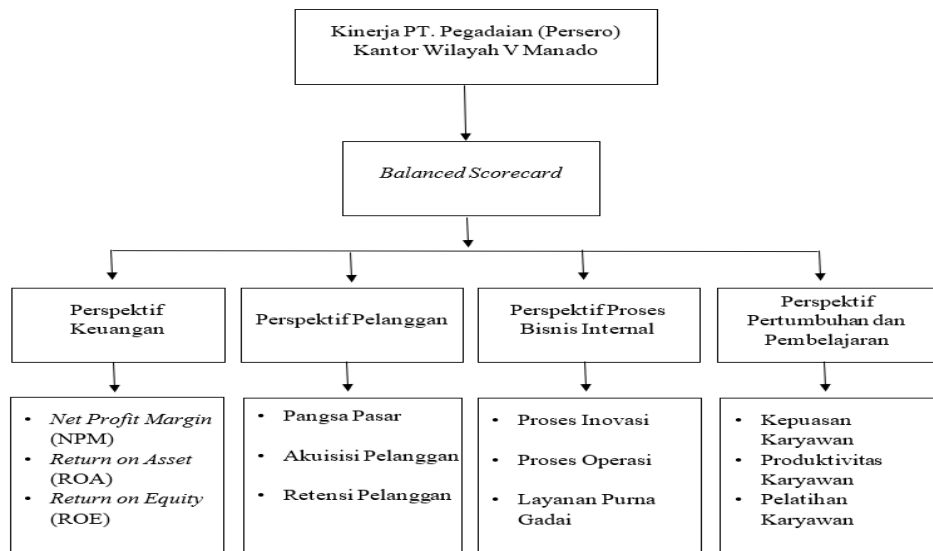 Kinerja PT. Pegadaian (Persero)
Kantor Wilayah V Manado
Balanced Scorecard
Perspektif
Keuangan
Perspektif Pelanggan
Perspektif Proses
Bisnis Internal
Perspektif
Pertumbuhan dan
Pembelajaran
• Net Profit Margin
(NPM)
• Return on Asset
(ROA)
• Return on Equity
(ROE)
• Pangsa Pasar
• Akuisisi Pelanggan
• Retensi Pelanggan
• Proses Inovasi
• Proses Operasi
• Layanan Purna
Gadai
• Kepuasan
Karyawan
• Produktivitas
Karyawan
• Pelatihan
Karyawan